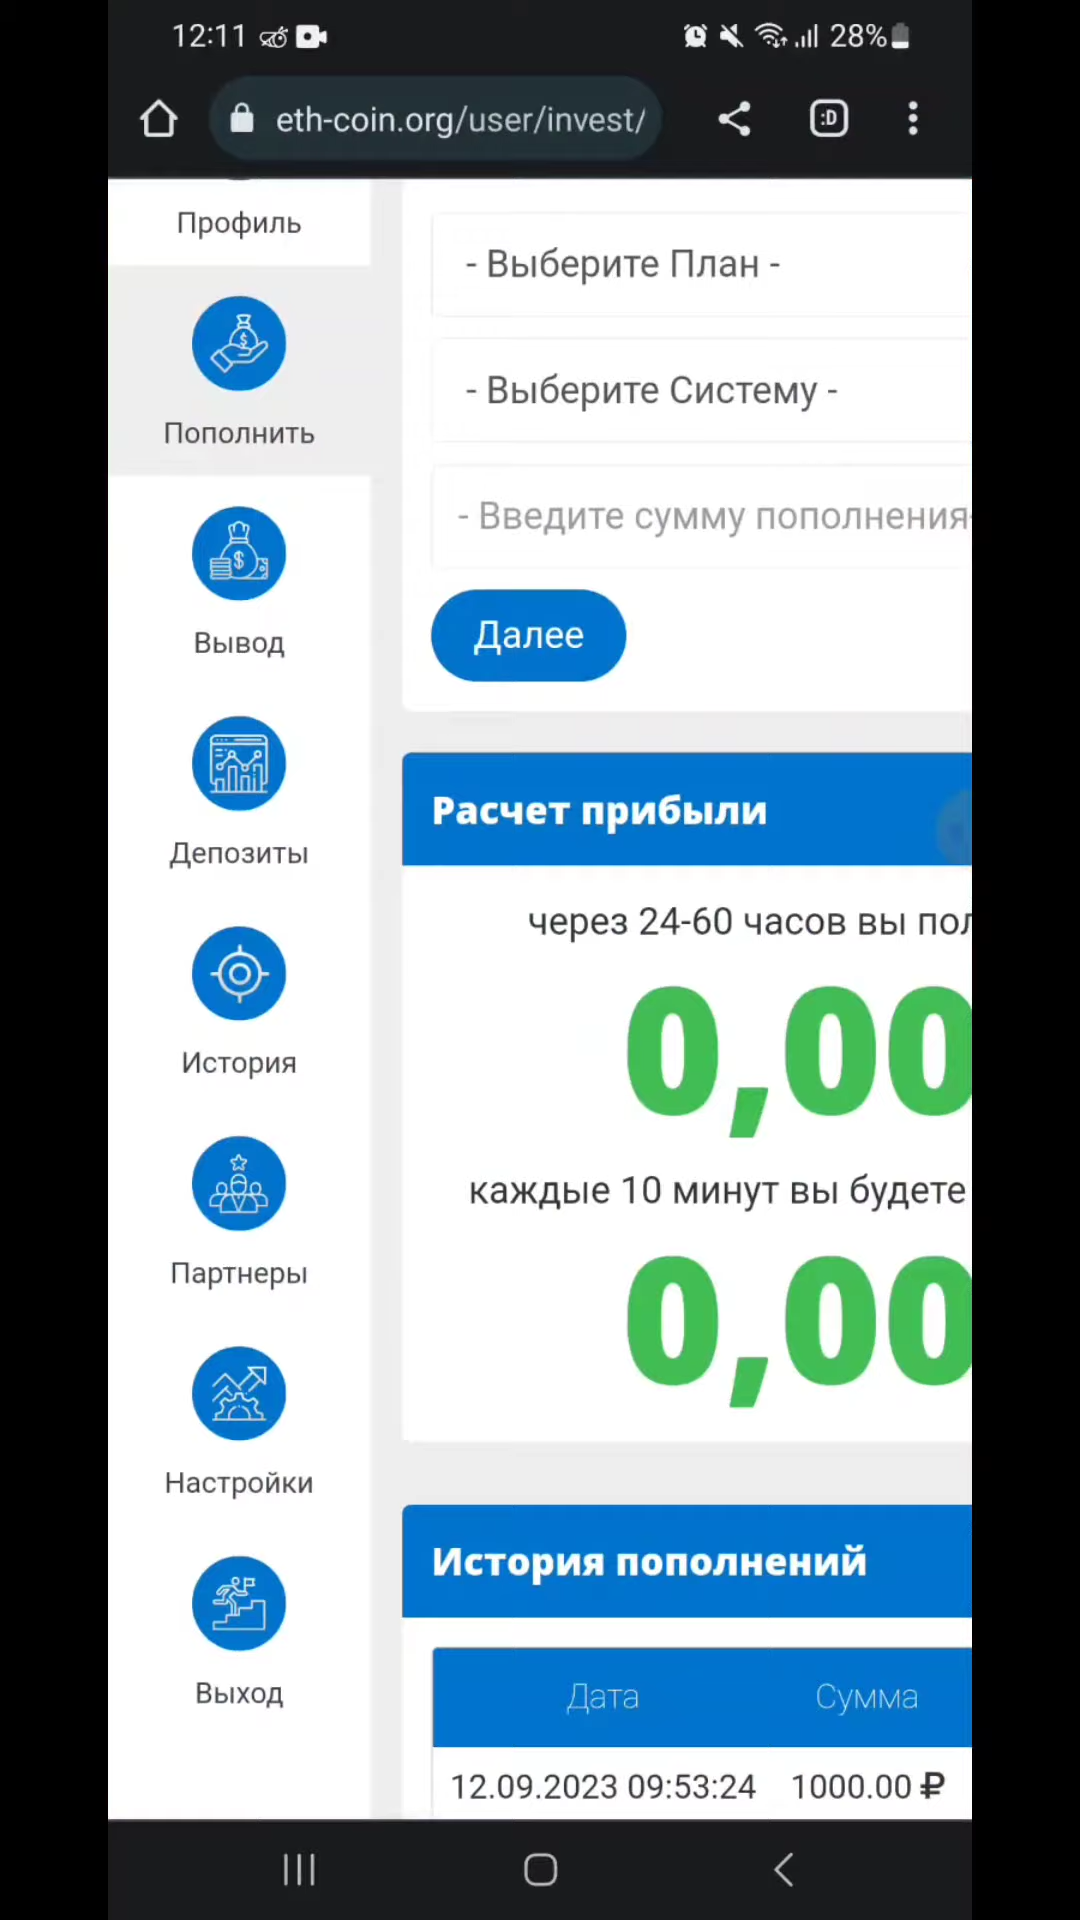 12:11
28%
eth-coin.org/user/invest/
:D
Профиль
Пополнить
Вывод
Депозиты
История
Партнеры
Настройки
Выход
- Выберите План -
- Выберите Систему -
- Введите сумму пополнения-
Далее
Расчет прибыли
через 24-60 часов вы пол
0,00
каждые 10 минут вы будете
0,00
История пополнений
Дата Сумма
12.09.2023 09:53:24 1000.00 ₽